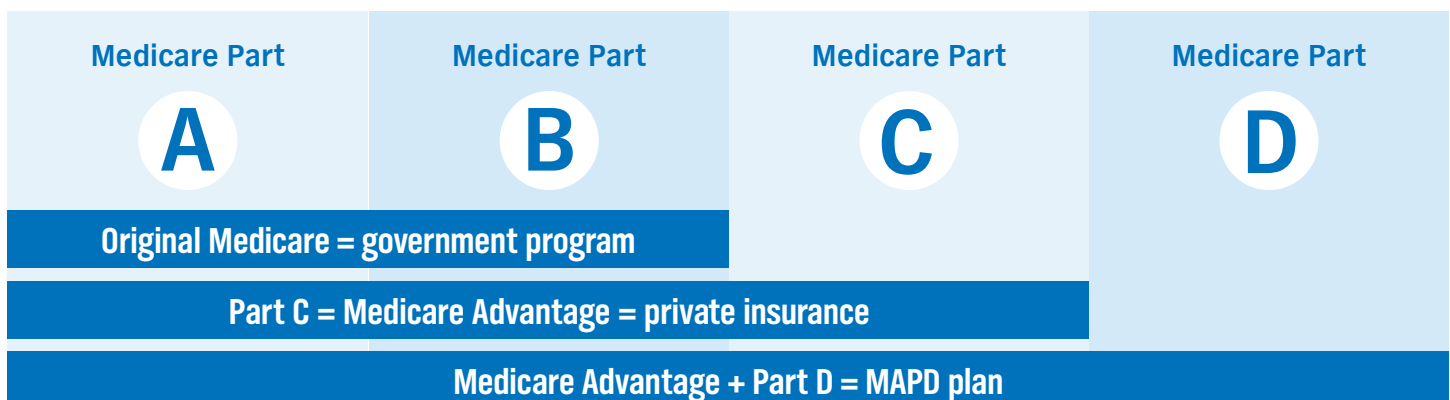 Medicare Part
A
Medicare Part
B
Medicare Part
C
Medicare Part
D
Original Medicare = government program
Part C = Medicare Advantage = private insurance
Medicare Advantage + Part D = MAPD plan